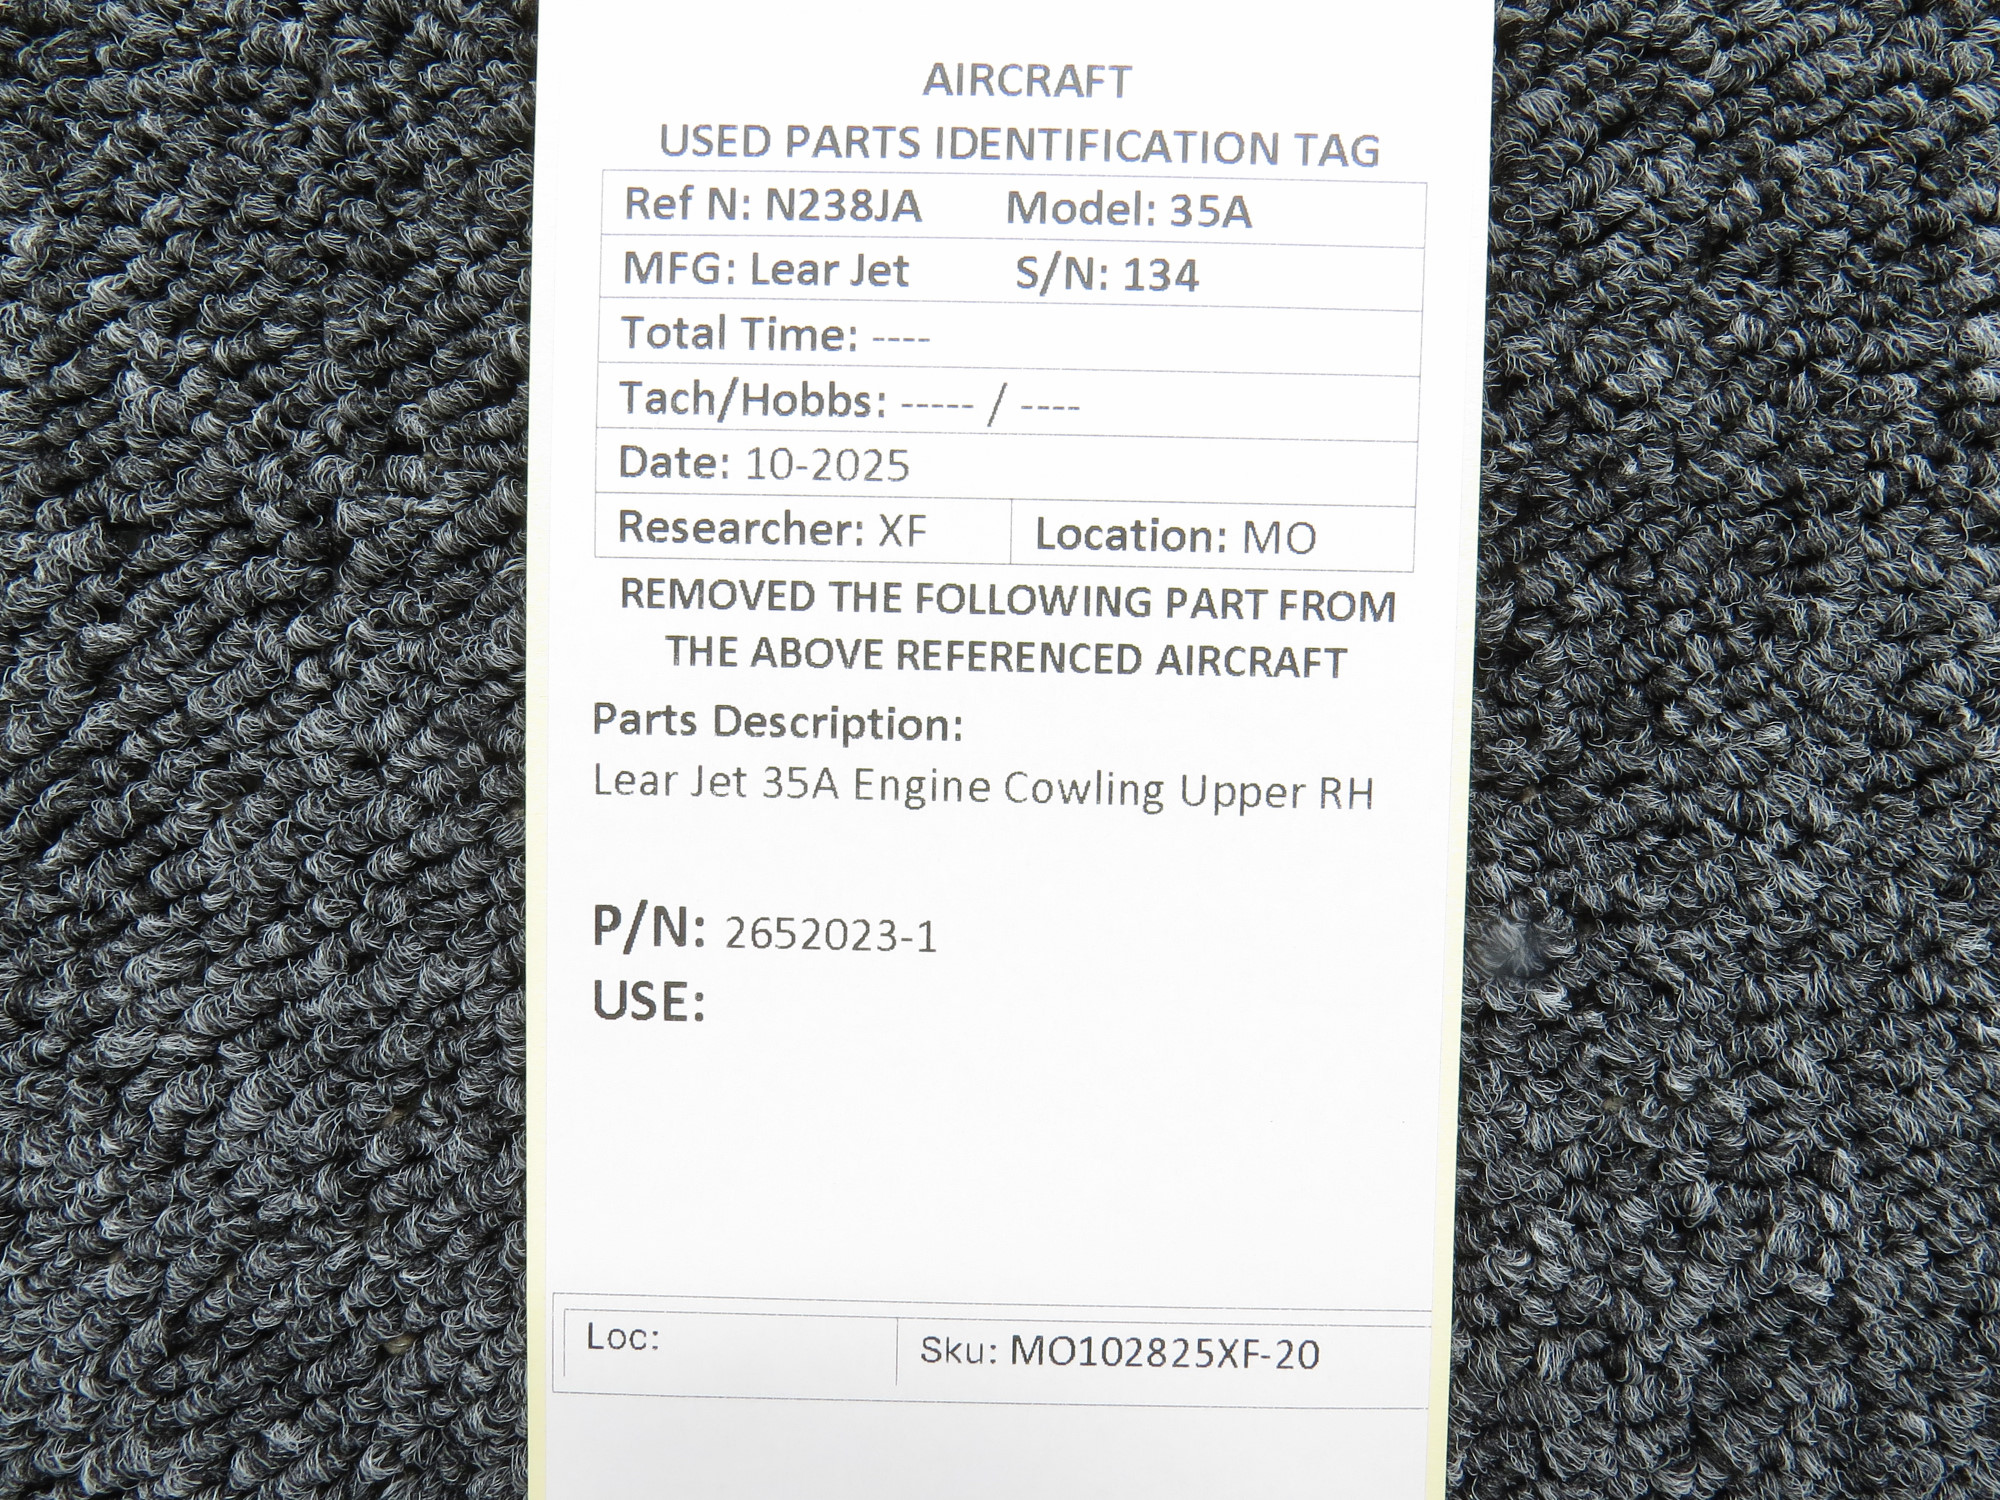 AIRCRAFT
USED PARTS IDENTIFICATION TAG
Ref N: N238JA Model: 35A
MFG: Lear Jet S/N: 134
Total Time: ----
Tach/Hobbs: ----- / ----
Date: 10-2025
Researcher: XF Location: MO
REMOVED THE FOLLOWING PART FROM
THE ABOVE REFERENCED AIRCRAFT
Parts Description:
Lear Jet 35A Engine Cowling Upper RH
P/N: 2652023-1
USE:
Loc: Sku: MO102825XF-20